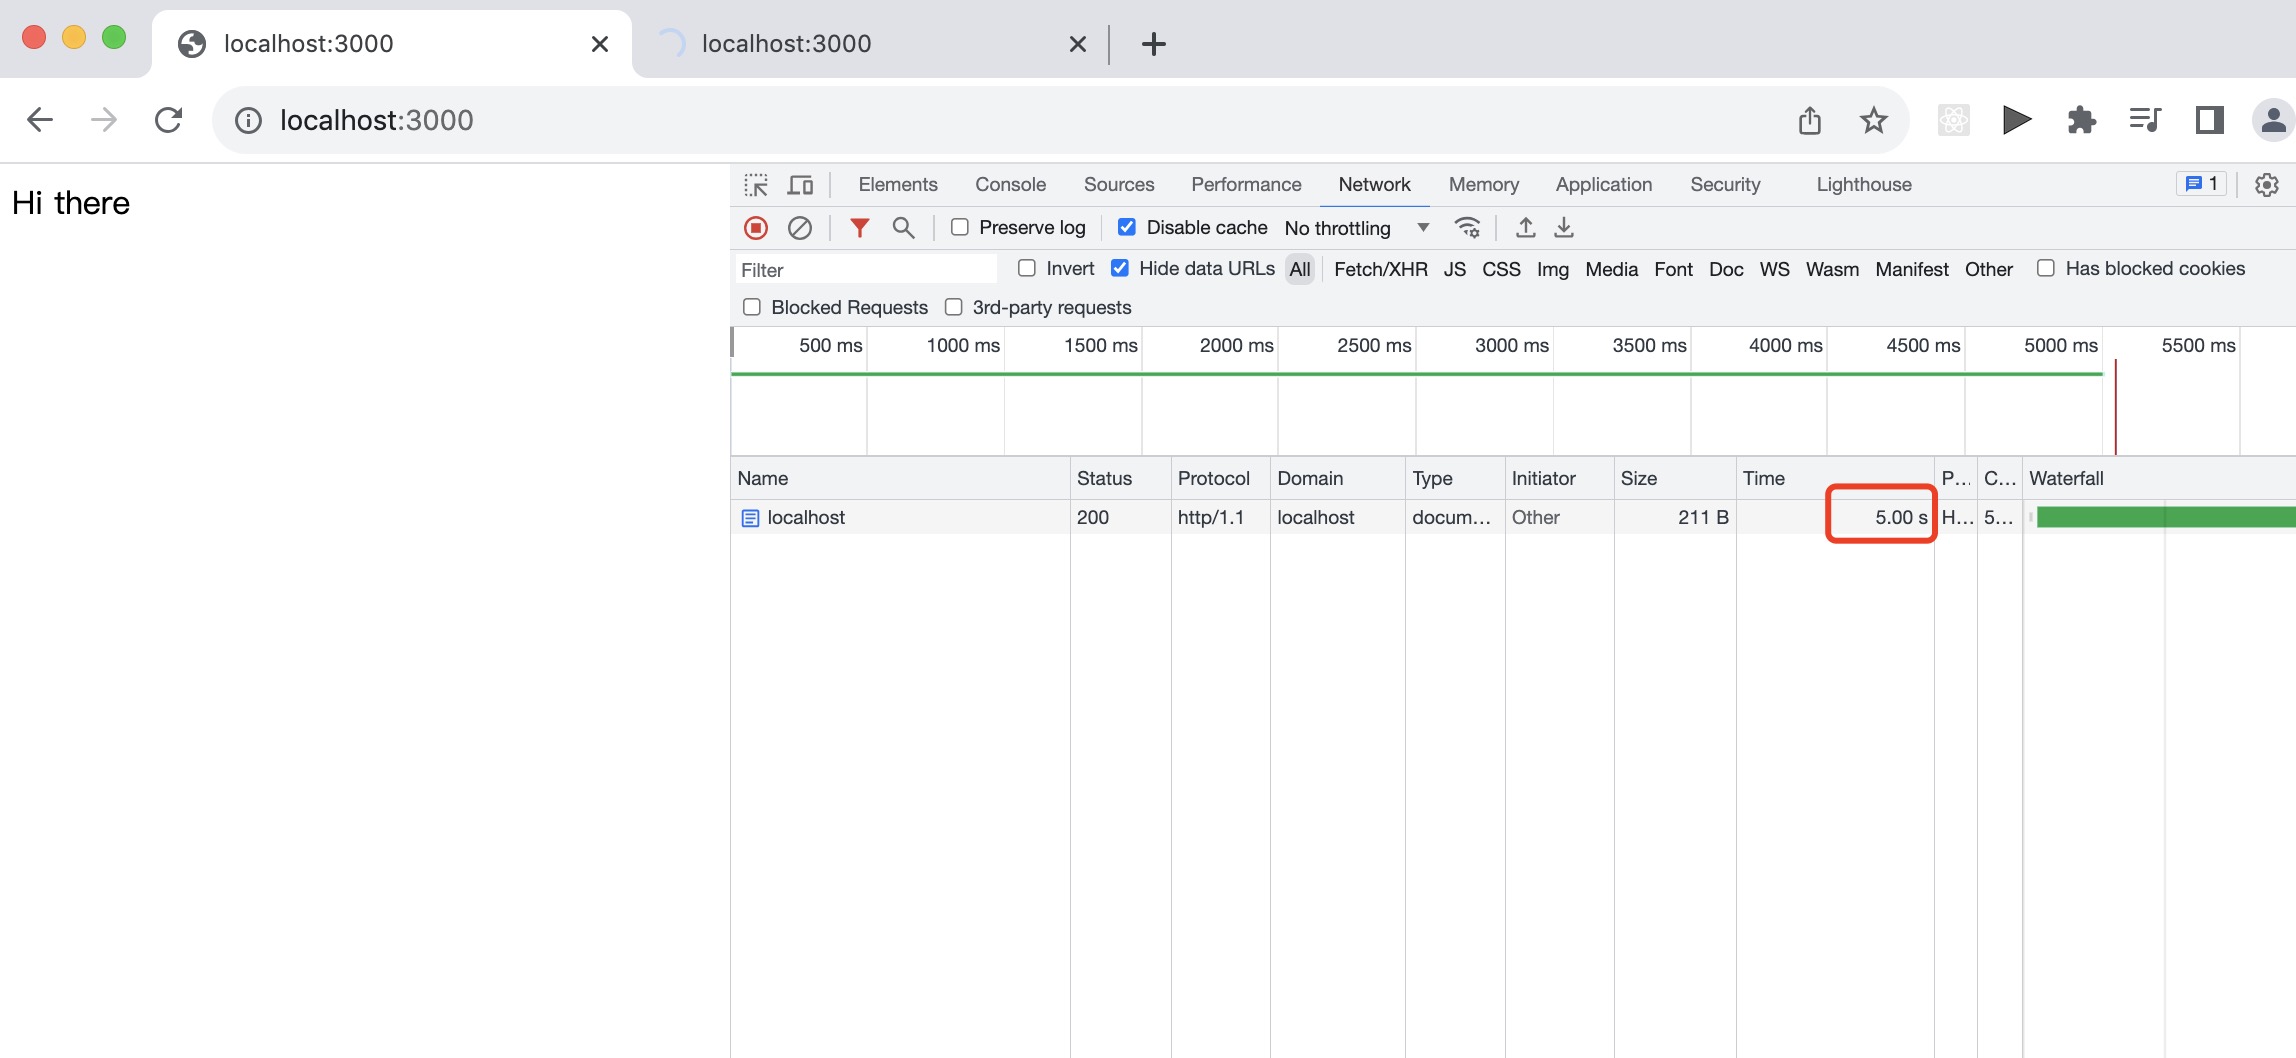 localhost:3000 localhost:3000
localhost:3000
Hi there
Elements Console Sources Performance Network Memory Application Security Lighthouse 1
Preserve log Disable cache No throttling
Filter Invert Hide data URLs All Fetch/XHR JS CSS Img Media Font Doc WS Wasm Manifest Other Has blocked cookies
Blocked Requests 3rd-party requests
500 ms 1000 ms 1500 ms 2000 ms 2500 ms 3000 ms 3500 ms 4000 ms 4500 ms 5000 ms 5500 ms
Name Status Protocol Domain Type Initiator Size Time P... C... Waterfall
localhost 200 http/1.1 localhost docum... Other 211 B 5.00 s H... 5...